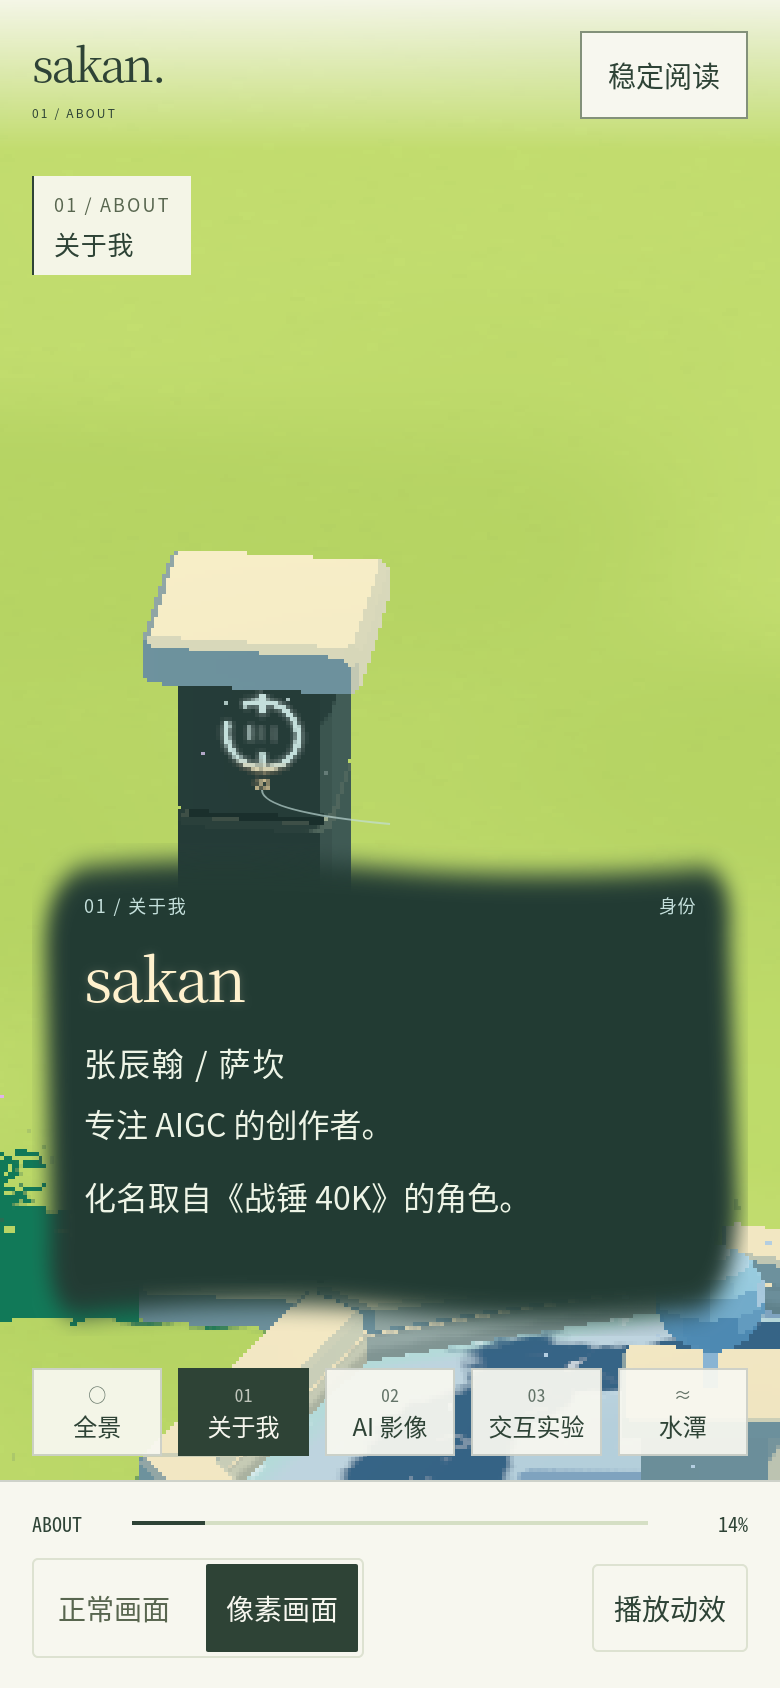 sakan.
01 / ABOUT
稳定阅读
01 / ABOUT
关于我
01 / 关于我
身份
sakan
张辰翰 / 萨坎
专注 AIGC 的创作者。
化名取自《战锤 40K》的角色。
全景
01
关于我
02
AI 影像
03
交互实验
≈
水潭
ABOUT
14%
正常画面
像素画面
播放动效